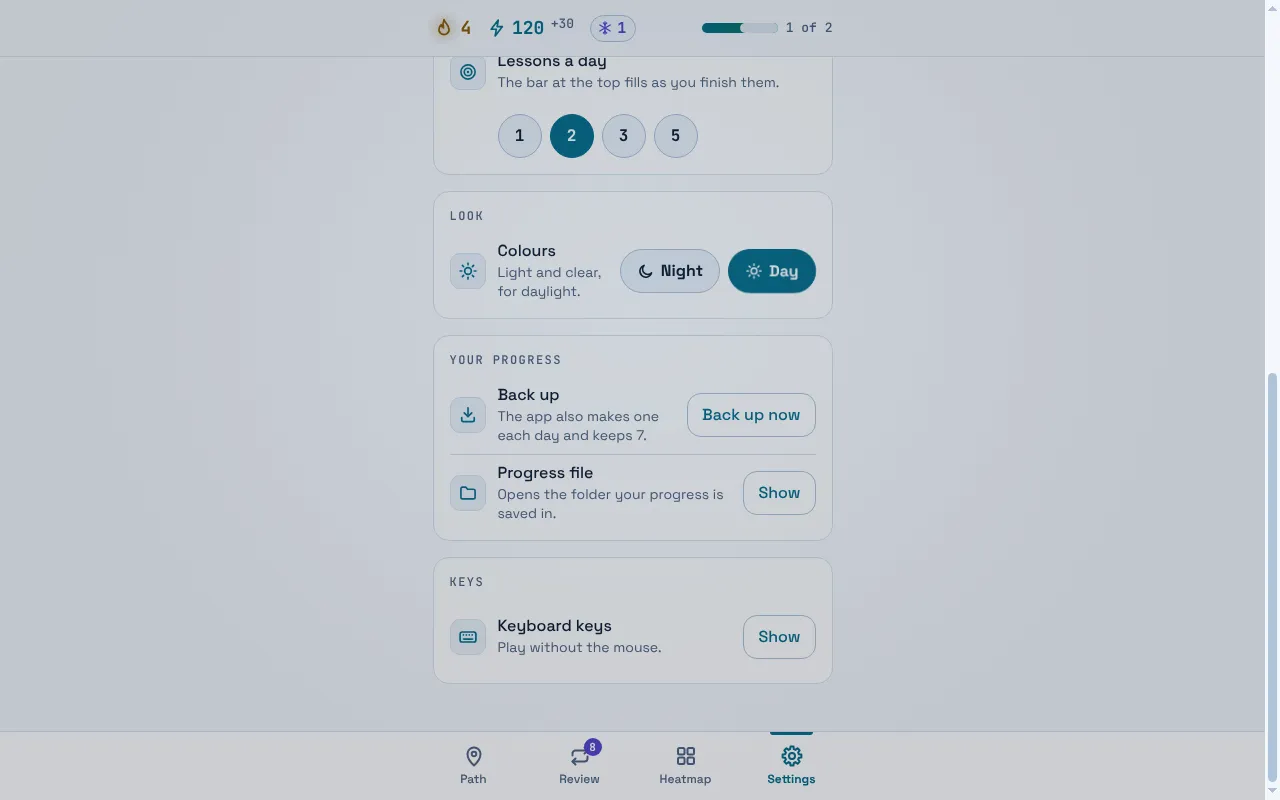 4 120 +30 1 1 of 2
Lessons a day
The bar at the top fills as you finish them.
1 2 3 5
LOOK
Colours
Light and clear,
for daylight.
Night Day
YOUR PROGRESS
Back up
The app also makes one
each day and keeps 7.
Back up now
Progress file
Opens the folder your progress is
saved in.
Show
KEYS
Keyboard keys
Play without the mouse.
Show
8
Path Review Heatmap Settings